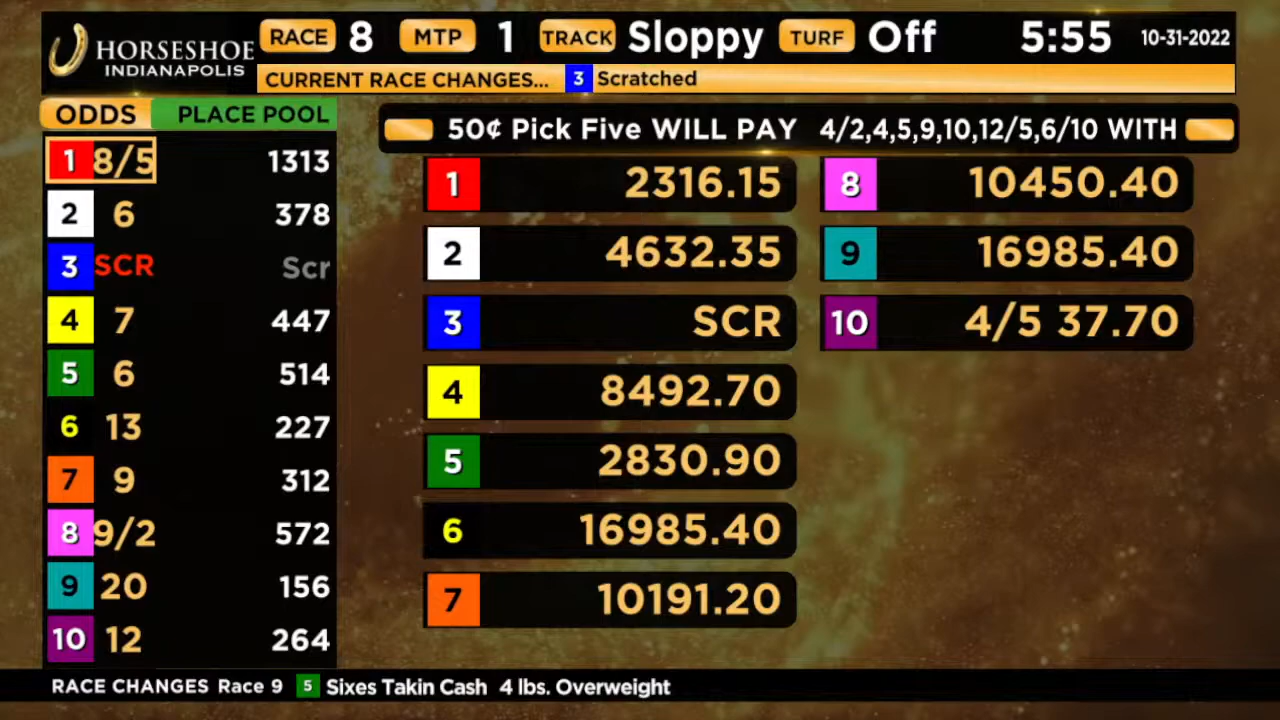 HORSESHOE
INDIANAPOLIS
RACE 8 MTP 1 TRACK Sloppy TURF Off 5:55 10-31-2022
CURRENT RACE CHANGES... 3 Scratched
ODDS PLACE POOL
1 8/5 1313
2 6 378
3 SCR Scr
4 7 447
5 6 514
6 13 227
7 9 312
8 9/2 572
9 20 156
10 12 264
50¢ Pick Five WILL PAY 4/2,4,5,9,10,12/5,6/10 WITH
1 2316.15
2 4632.35
3 SCR
4 8492.70
5 2830.90
6 16985.40
7 10191.20
8 10450.40
9 16985.40
10 4/5 37.70
RACE CHANGES Race 9 5 Sixes Takin Cash 4 lbs. Overweight